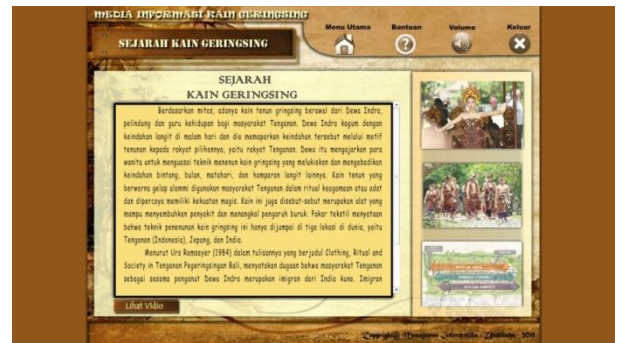 MEDIA INFORMASI KAIN GERINGSING
Menu Utama
Bantuan
Volume
Keluar
SEJARAH KAIN GERINGSING
SEJARAH
KAIN GERINGSING
Berdasarkan mitos, adanya kain tenun gringsing berawal dari Dewa Indra,
pelindung dan guru kehidupan bagi masyarakat Tenganan. Dewa Indra kagum dengan
keindahan langit di malam hari dan dia memaparkan keindahan tersebut melalui motif
tenunan kepada rakyat pilihannya, yaitu rakyat Tenganan. Dewa itu mengajarkan para
wanita untuk menguasai teknik menenun kain gringsing yang melukiskan dan mengabadikan
keindahan bintang, bulan, matahari, dan hamparan langit lainnya. Kain tenun yang
berwarna gelap alammi digunakan masyarakat Tenganan dalam ritual keagamaan atau adat
dan dipercaya memiliki kekuatan magis. Kain ini juga disebut-sebut merupakan alat yang
mampu menyembuhkan penyakit dan menangkal pengaruh buruk. Pakar tekstil menyatakan
bahwa teknik penenunan kain gringsing ini hanya dijumpai di tiga lokasi di dunia, yaitu
Tenganan (Indonesia), Jepang, dan India.
Menurut Urs Ramseyer (1984) dalam tulisannya yang berjudul Clothing, Ritual and
Society in Tenganan Pegeringsingan Bali, menyatakan dugaan bahwa masyarakat Tenganan
sebagai sesama penganut Dewa Indra merupakan imigran dari India kuno. Imigran
Lihat Vidio
Copyright@ Manajemen Informatika - Undiksha - 2011